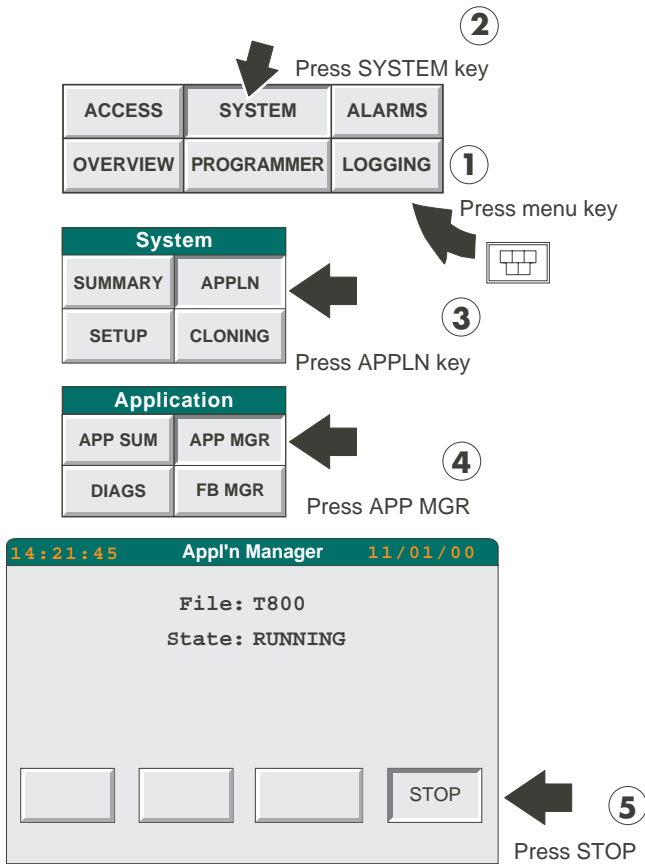 2
Press SYSTEM key
ACCESS SYSTEM ALARMS
OVERVIEW PROGRAMMER LOGGING
1
Press menu key
System
SUMMARY APPLN
SETUP CLONING
3
Press APPLN key
Application
APP SUM APP MGR
DIAGS FB MGR
4
Press APP MGR
14:21:45 Appl'n Manager 11/01/00
File: T800
State: RUNNING
STOP
5
Press STOP